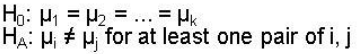 H₀: μ₁ = μ₂ = ... = μₖ
Hₐ: μᵢ ≠ μⱼ for at least one pair of i, j